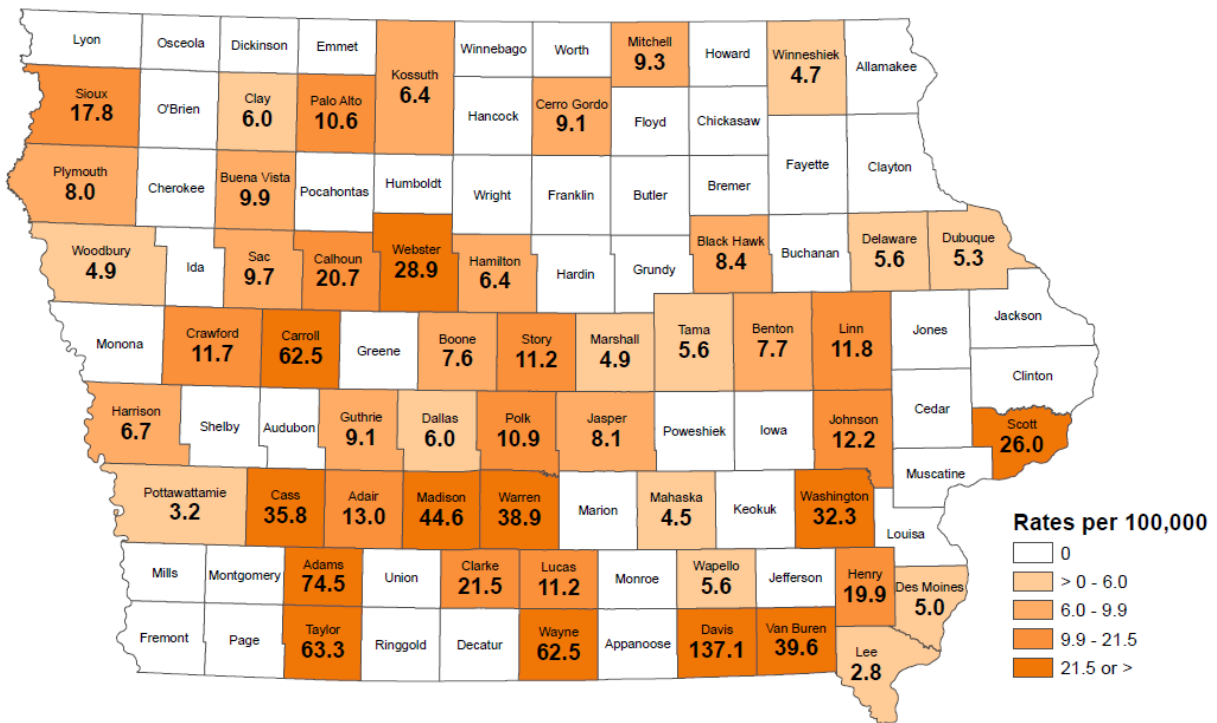 Lyon
Osceola
Dickinson
Emmet
Kossuth
6.4
Winnebago
Worth
Mitchell
9.3
Howard
Winneshiek
4.7
Allamakee
Sioux
17.8
O'Brien
Clay
6.0
Palo Alto
10.6
Hancock
Cerro Gordo
9.1
Floyd
Chickasaw
Fayette
Clayton
Plymouth
8.0
Cherokee
Buena Vista
9.9
Pocahontas
Humboldt
Wright
Franklin
Butler
Bremer
Woodbury
4.9
Ida
Sac
9.7
Calhoun
20.7
Webster
28.9
Hamilton
6.4
Hardin
Grundy
Black Hawk
8.4
Buchanan
Delaware
5.6
Dubuque
5.3
Monona
Crawford
11.7
Carroll
62.5
Greene
Boone
7.6
Story
11.2
Marshall
4.9
Tama
5.6
Benton
7.7
Linn
11.8
Jones
Jackson
Clinton
Harrison
6.7
Shelby
Audubon
Guthrie
9.1
Dallas
6.0
Polk
10.9
Jasper
8.1
Poweshiek
Iowa
Johnson
12.2
Cedar
Scott
26.0
Muscatine
Pottawattamie
3.2
Cass
35.8
Adair
13.0
Madison
44.6
Warren
38.9
Marion
Mahaska
4.5
Keokuk
Washington
32.3
Louisa
Mills
Montgomery
Adams
74.5
Union
Clarke
21.5
Lucas
11.2
Monroe
Wapello
5.6
Jefferson
Henry
19.9
Des Moines
5.0
Fremont
Page
Taylor
63.3
Ringgold
Decatur
Wayne
62.5
Appanoose
Davis
137.1
Van Buren
39.6
Lee
2.8
Rates per 100,000
0
> 0 - 6.0
6.0 - 9.9
9.9 - 21.5
21.5 or >